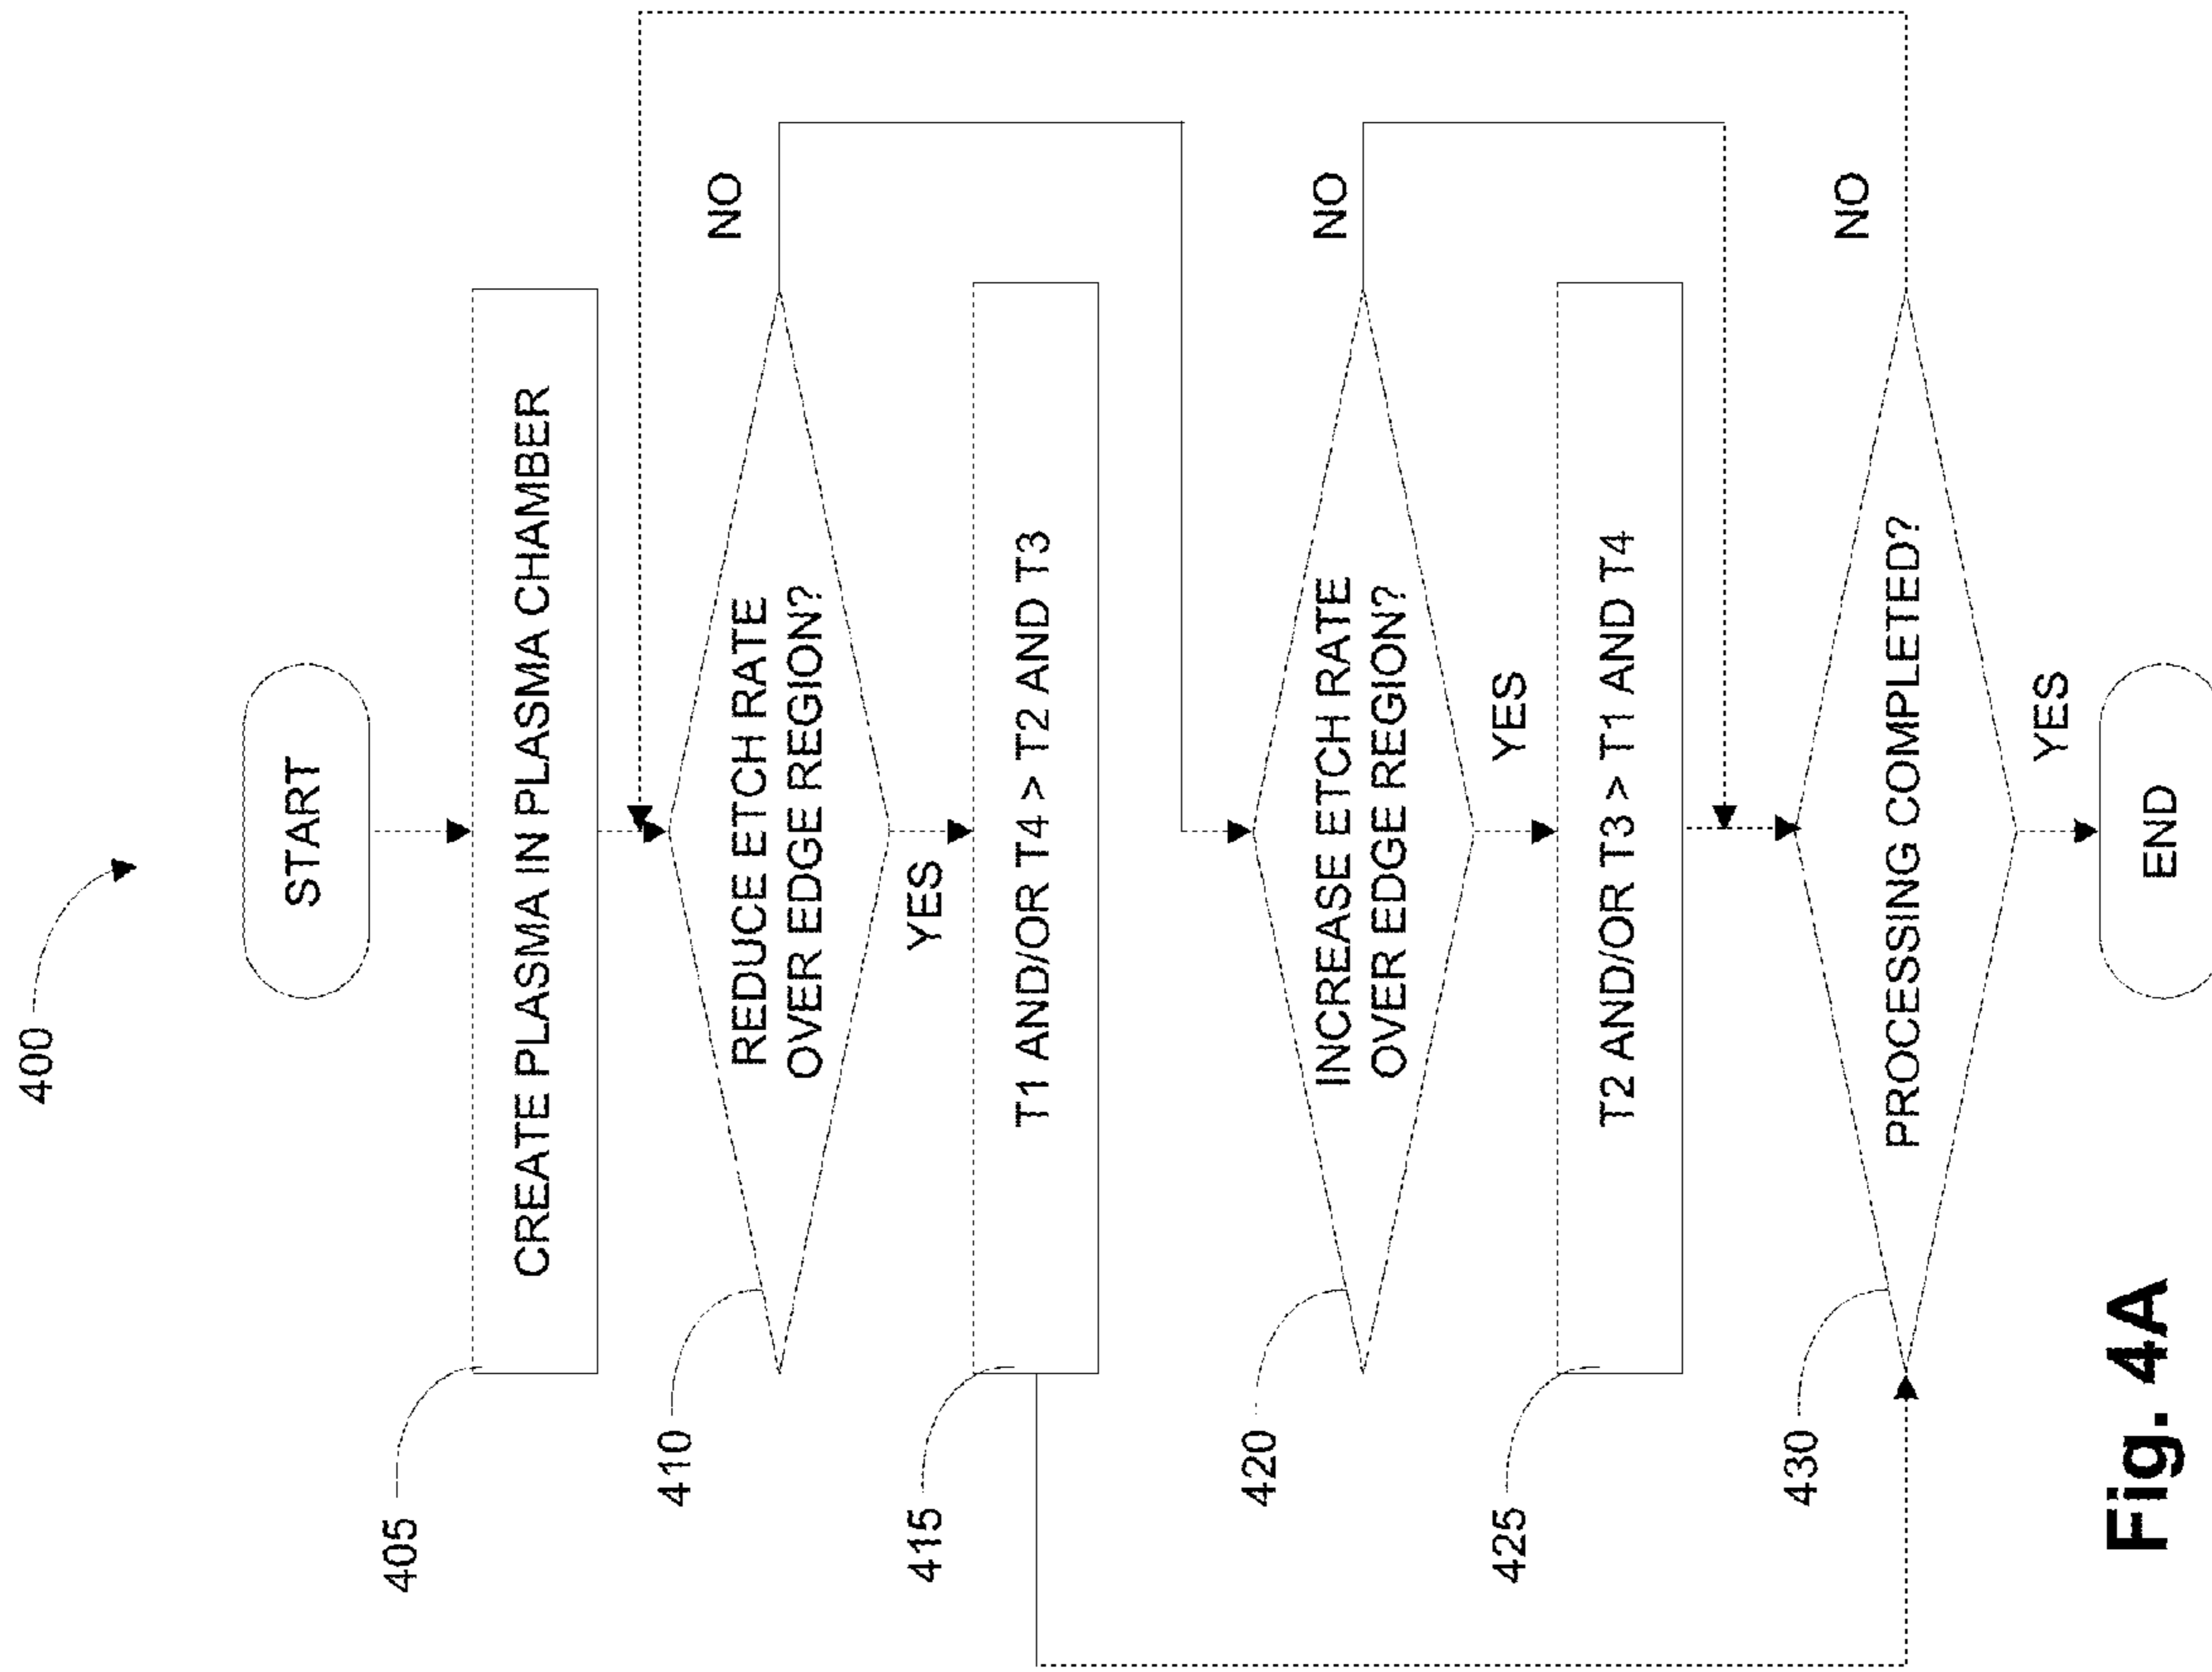 400
START
405
CREATE PLASMA IN PLASMA CHAMBER
410
REDUCE ETCH RATE
OVER EDGE REGION?
NO
YES
415
T1 AND/OR T4 > T2 AND T3
420
INCREASE ETCH RATE
OVER EDGE REGION?
NO
YES
425
T2 AND/OR T3 > T1 AND T4
430
PROCESSING COMPLETED?
NO
YES
END
Fig. 4A